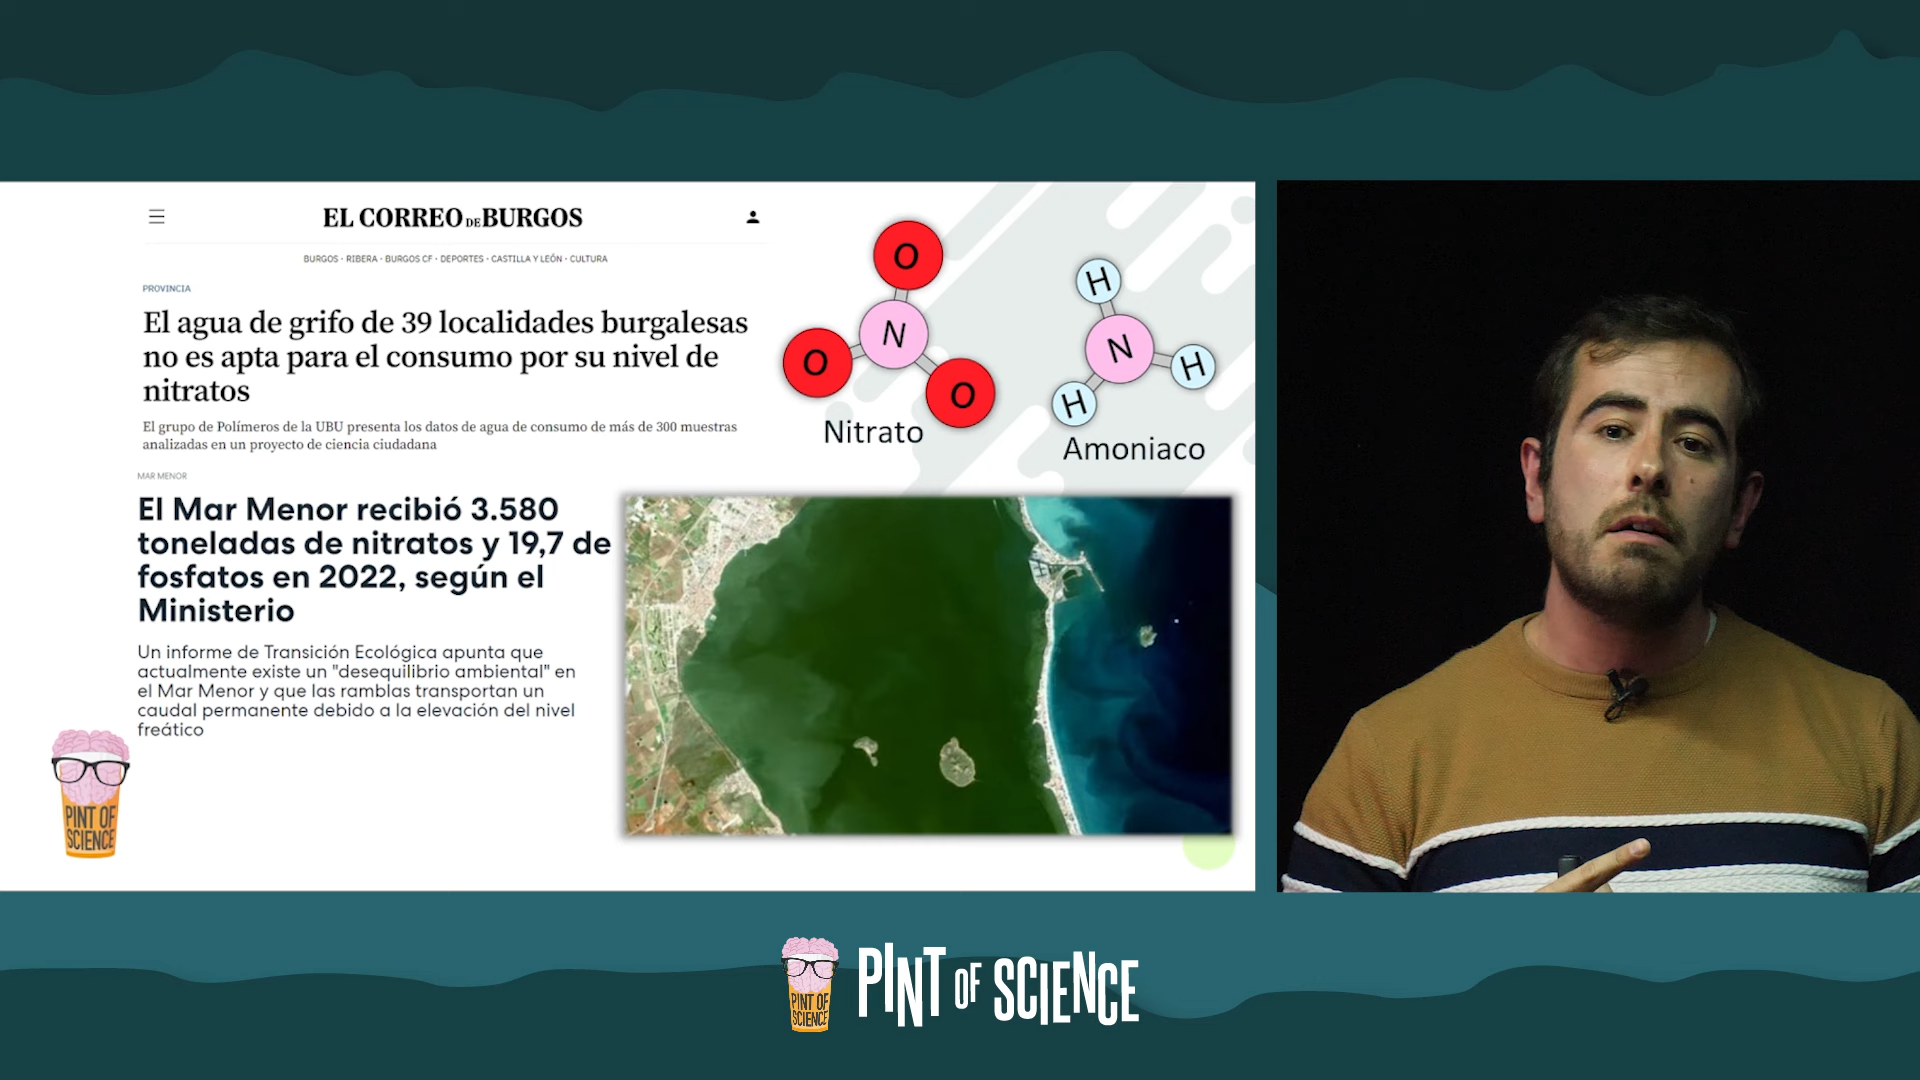 EL CORREO DE BURGOS
BURGOS - RIBERA - BURGOS CF - DEPORTES - CASTILLA Y LEÓN - CULTURA
PROVINCIA
El agua de grifo de 39 localidades burgalesas
no es apta para el consumo por su nivel de
nitratos
El grupo de Polímeros de la UBU presenta los datos de agua de consumo de más de 300 muestras
analizadas en un proyecto de ciencia ciudadana
O
N
O
O
Nitrato
H
N
H
H
Amoniaco
MAR MENOR
El Mar Menor recibió 3.580
toneladas de nitratos y 19,7 de
fosfatos en 2022, según el
Ministerio
Un informe de Transición Ecológica apunta que
actualmente existe un "desequilibrio ambiental" en
el Mar Menor y que las ramblas transportan un
caudal permanente debido a la elevación del nivel
freático
PINT OF
SCIENCE
PINT OF
SCIENCE
PINT OF SCIENCE